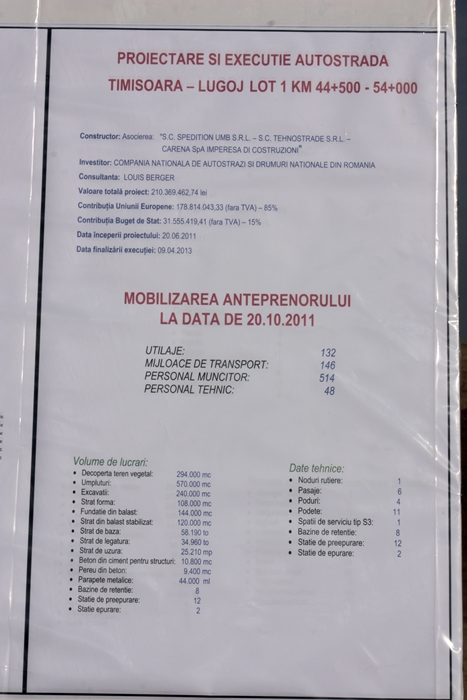 PROIECTARE SI EXECUTIE AUTOSTRADA
TIMISOARA – LUGOJ LOT 1 KM 44+500 - 54+000
Constructor: Asocierea: "S.C. SPEDITION UMB S.R.L. – S.C. TEHNOSTRADE S.R.L. –
CARENA SpA IMPERESA DI COSTRUZIONI"
Investitor: COMPANIA NATIONALA DE AUTOSTRAZI SI DRUMURI NATIONALE DIN ROMANIA
Consultanta: LOUIS BERGER
Valoare totală proiect: 210.369.462,74 lei
Contribuția Uniunii Europene: 178.814.043,33 (fara TVA) – 85%
Contribuția Buget de Stat: 31.555.419,41 (fara TVA) – 15%
Data începerii proiectului: 20.06.2011
Data finalizării execuției: 09.04.2013
MOBILIZAREA ANTEPRENORULUI
LA DATA DE 20.10.2011
UTILAJE: 132
MIJLOACE DE TRANSPORT: 146
PERSONAL MUNCITOR: 514
PERSONAL TEHNIC: 48
Volume de lucrari:
• Decoperta teren vegetal: 294.000 mc
• Umpluturi: 570.000 mc
• Excavatii: 240.000 mc
• Strat forma: 108.000 mc
• Fundatie din balast: 144.000 mc
• Strat din balast stabilizat: 120.000 mc
• Strat de baza: 58.190 to
• Strat de legatura: 34.960 to
• Strat de uzura: 25.210 mp
• Beton din ciment pentru structuri: 10.800 mc
• Pereu din beton: 9.400 mc
• Parapete metalice: 44.000 ml
• Bazine de retentie: 8
• Statie de preepurare: 12
• Statie epurare: 2
Date tehnice:
• Noduri rutiere: 1
• Pasaje: 6
• Poduri: 4
• Podete: 11
• Spatii de serviciu tip S3: 1
• Bazine de retentie: 8
• Statie de preepurare: 12
• Statie de epurare: 2